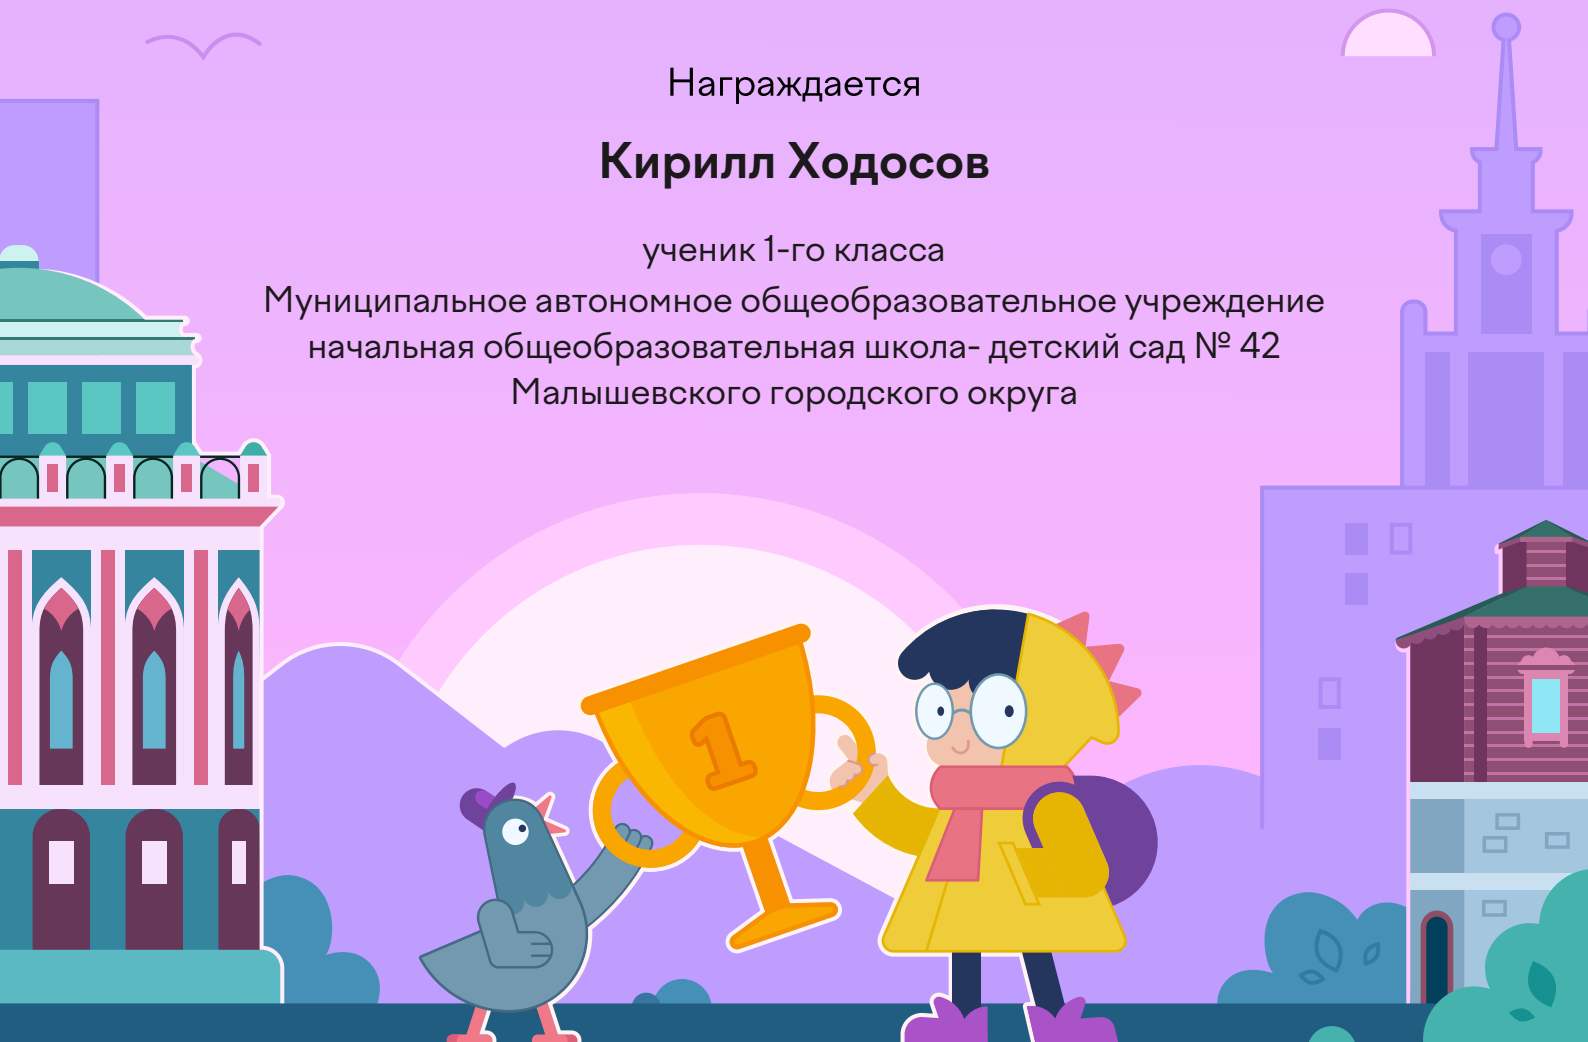 Награждается
Кирилл Ходосов
ученик 1-го класса
Муниципальное автономное общеобразовательное учреждение
начальная общеобразовательная школа- детский сад № 42
Малышевского городского округа
1